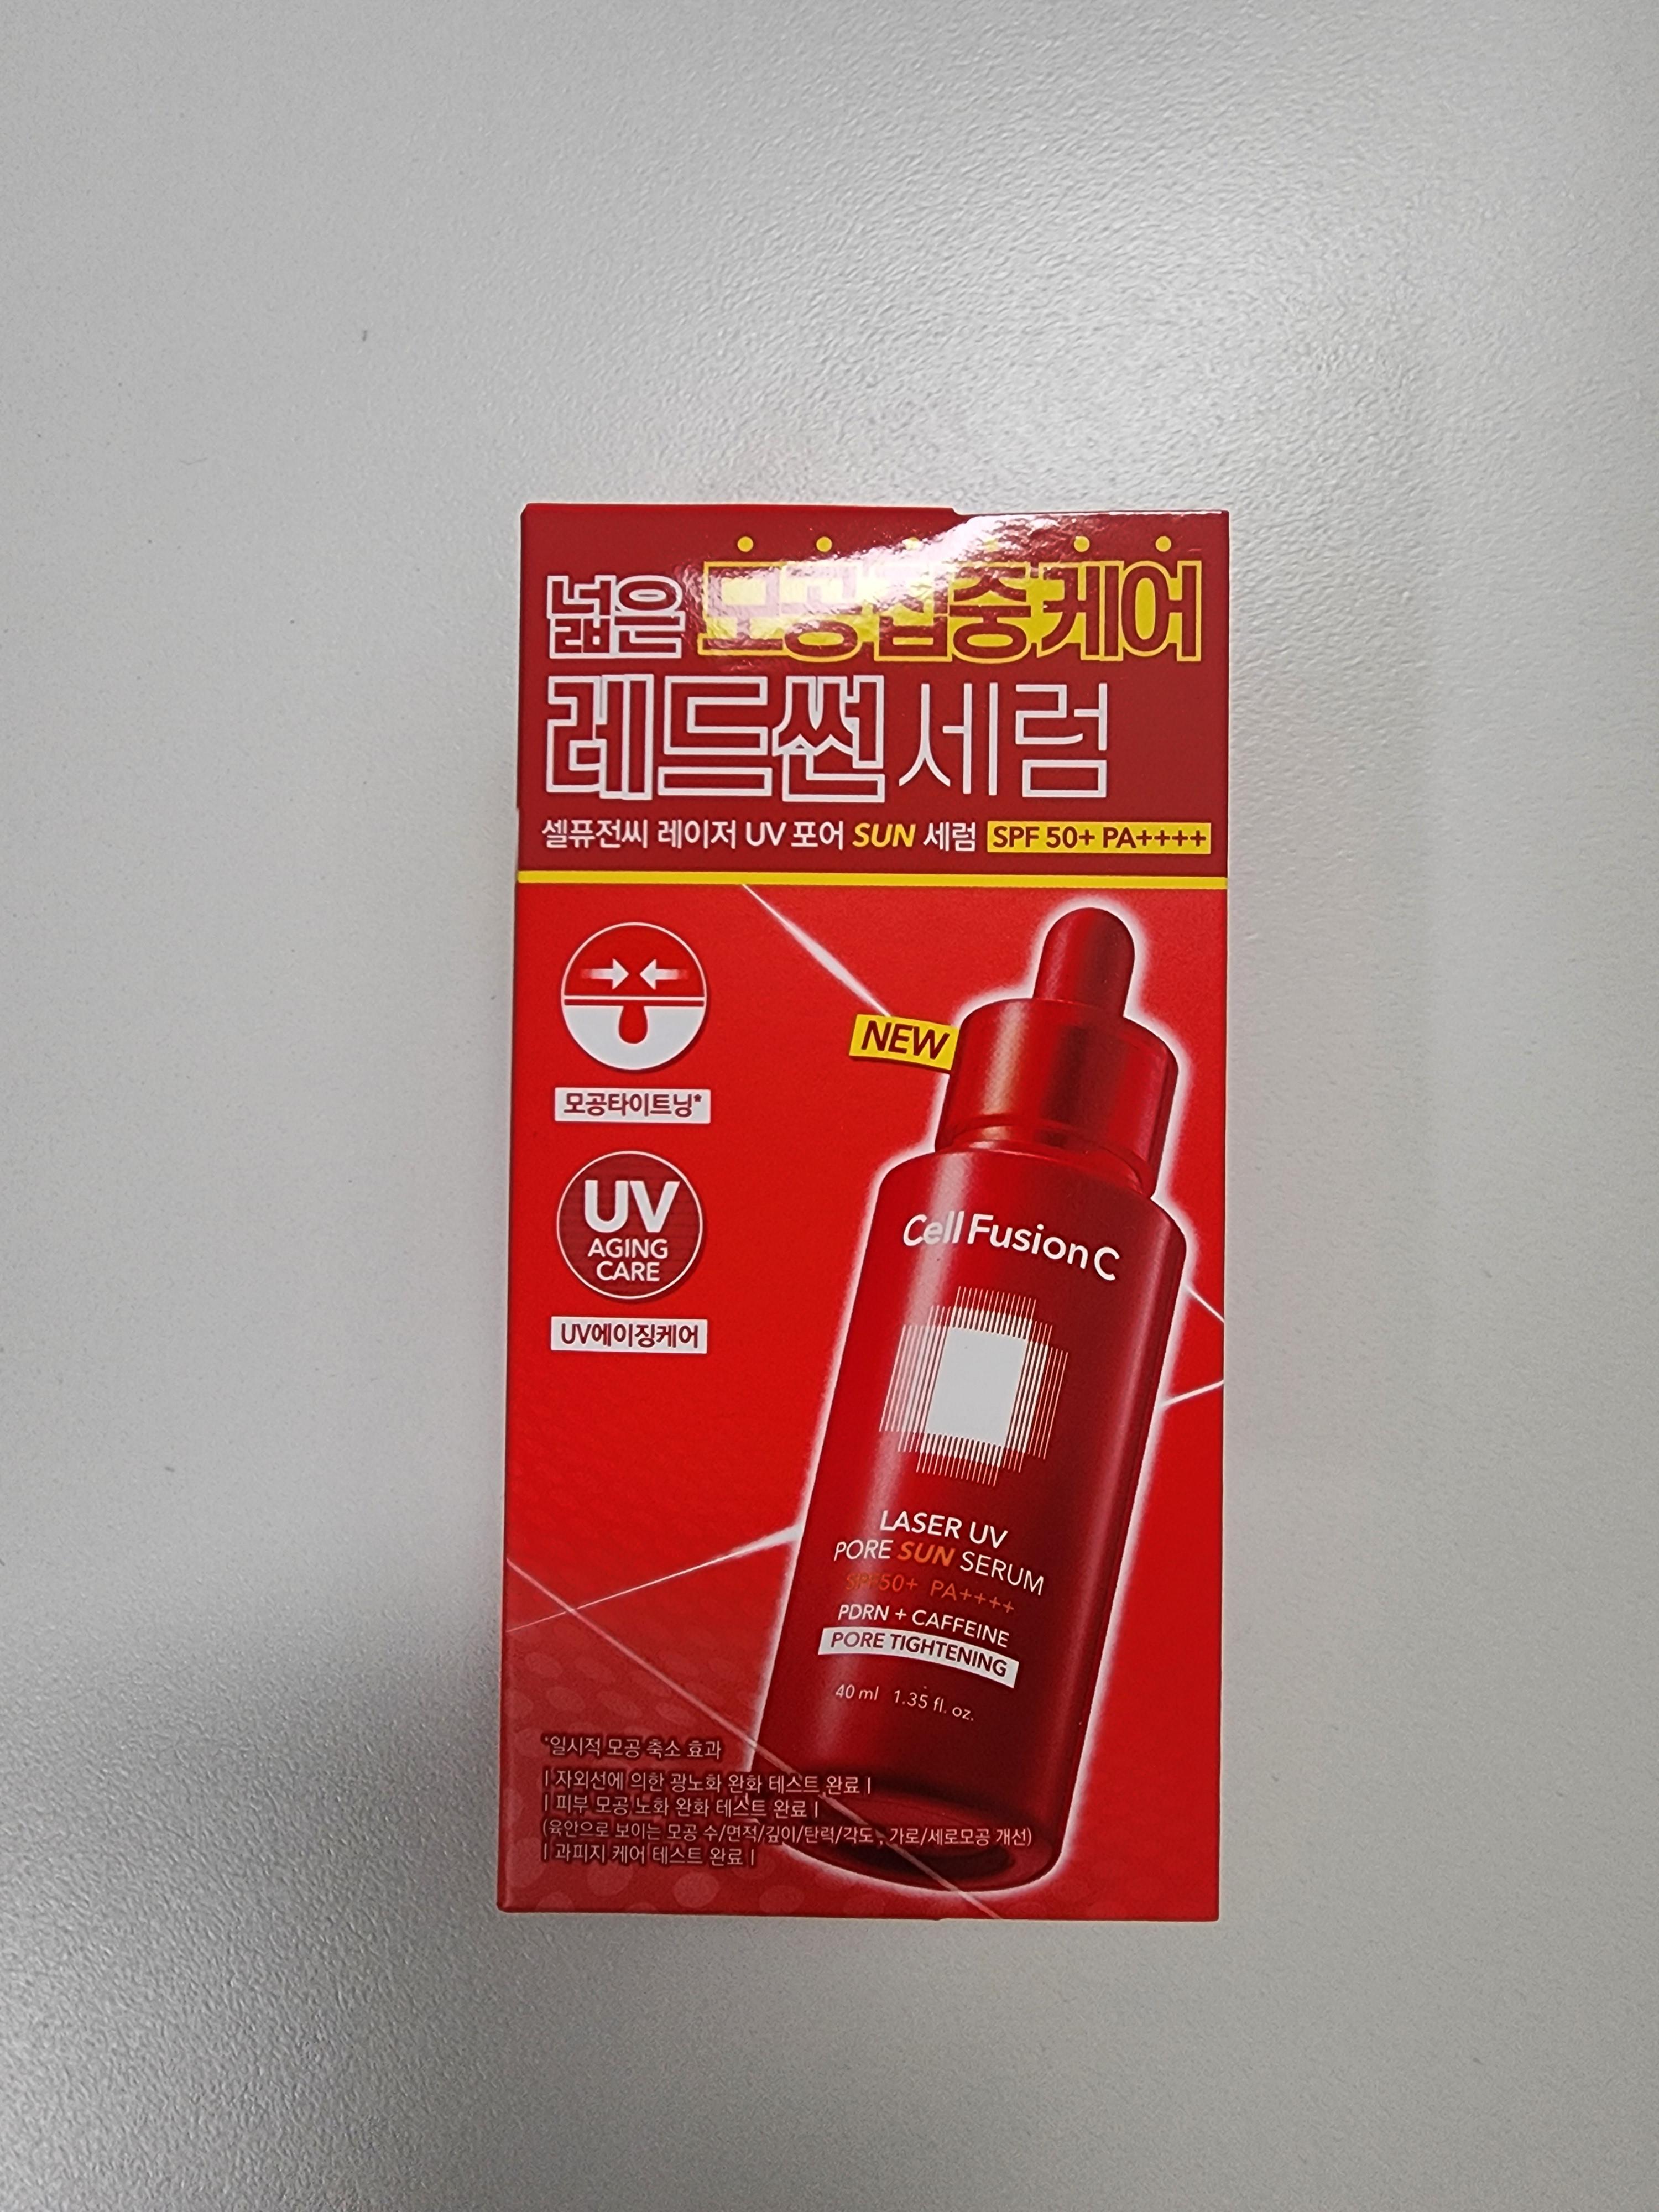 넓은 모공집중케어
레드썬세럼
셀퓨전씨 레이저 UV 포어 SUN 세럼 SPF 50+ PA++++
NEW
모공타이트닝*
UV
AGING
CARE
UV에이징케어
Cell Fusion C
LASER UV
PORE SUN SERUM
SPF50+ PA++++
PDRN + CAFFEINE
PORE TIGHTENING
40 ml 1.35 fl. oz.
*일시적 모공 축소 효과
| 자외선에 의한 광노화 완화 테스트 완료 |
| 피부 모공 노화 완화 테스트 완료 |
(육안으로 보이는 모공 수/면적/깊이/탄력/각도, 가로/세로모공 개선)
| 과피지 케어 테스트 완료 |